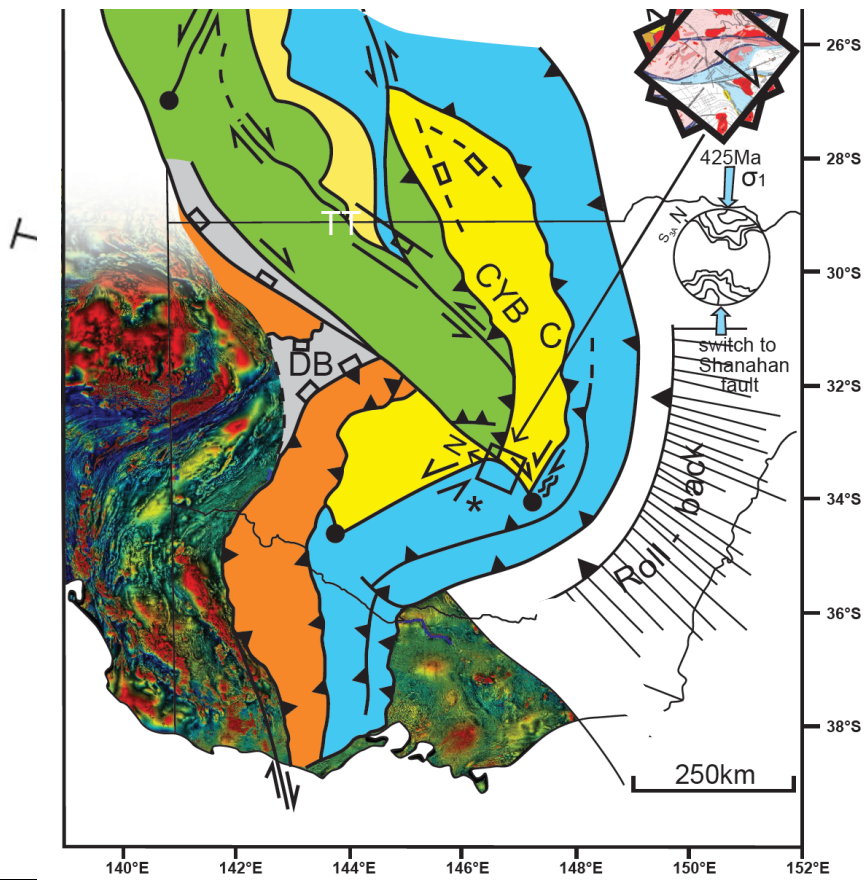 26°S
425Ma
28°S
σ1
S3A N
TT
30°S
CYB C
switch to
Shanahan
fault
DB
32°S
N
34°S
*
Roll - back
36°S
38°S
250km
140°E 142°E 144°E 146°E 148°E 150°E 152°E
T